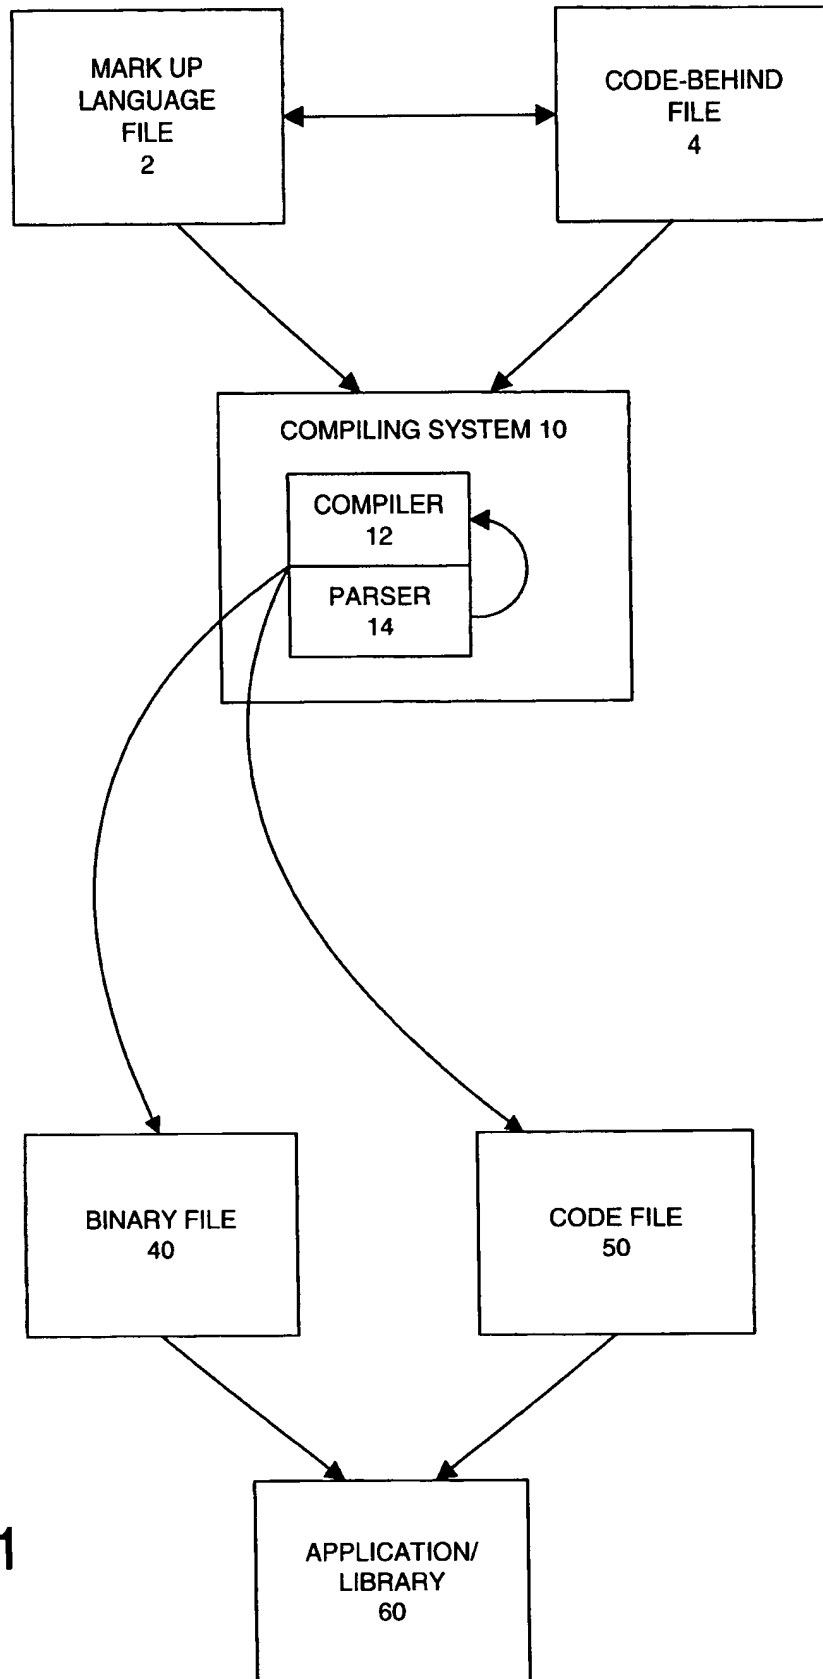 MARK UP
LANGUAGE
FILE
2
CODE-BEHIND
FILE
4
COMPILING SYSTEM 10
COMPILER
12
PARSER
14
BINARY FILE
40
CODE FILE
50
1
APPLICATION/
LIBRARY
60